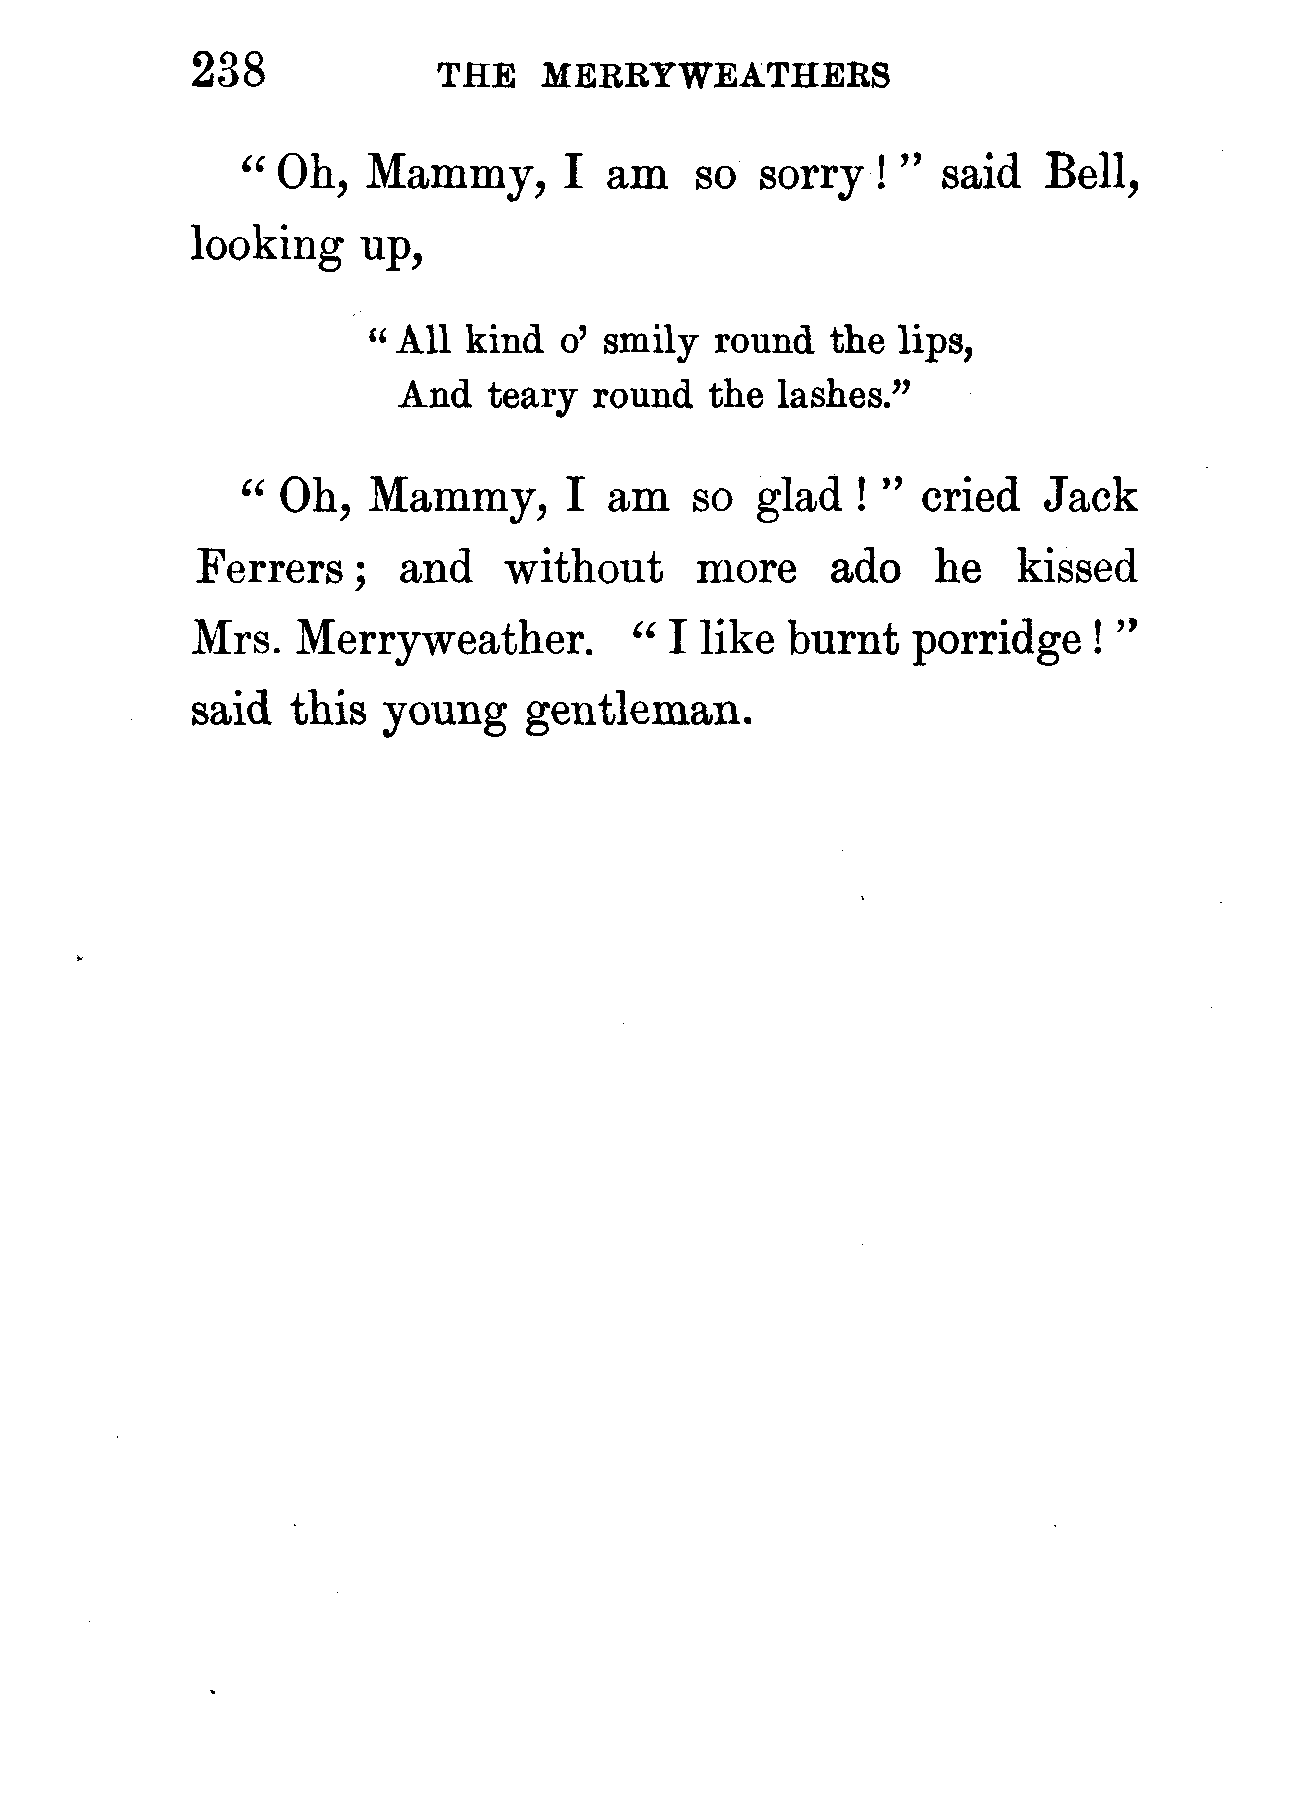 238 THE MERRYWEATHERS
“ Oh, Mammy, I am so sorry ! ” said Bell,
looking up,
“ All kind o’ smily round the lips,
And teary round the lashes.”
“ Oh, Mammy, I am so glad ! ” cried Jack
Ferrers ; and without more ado he kissed
Mrs. Merryweather. “ I like burnt porridge ! ”
said this young gentleman.